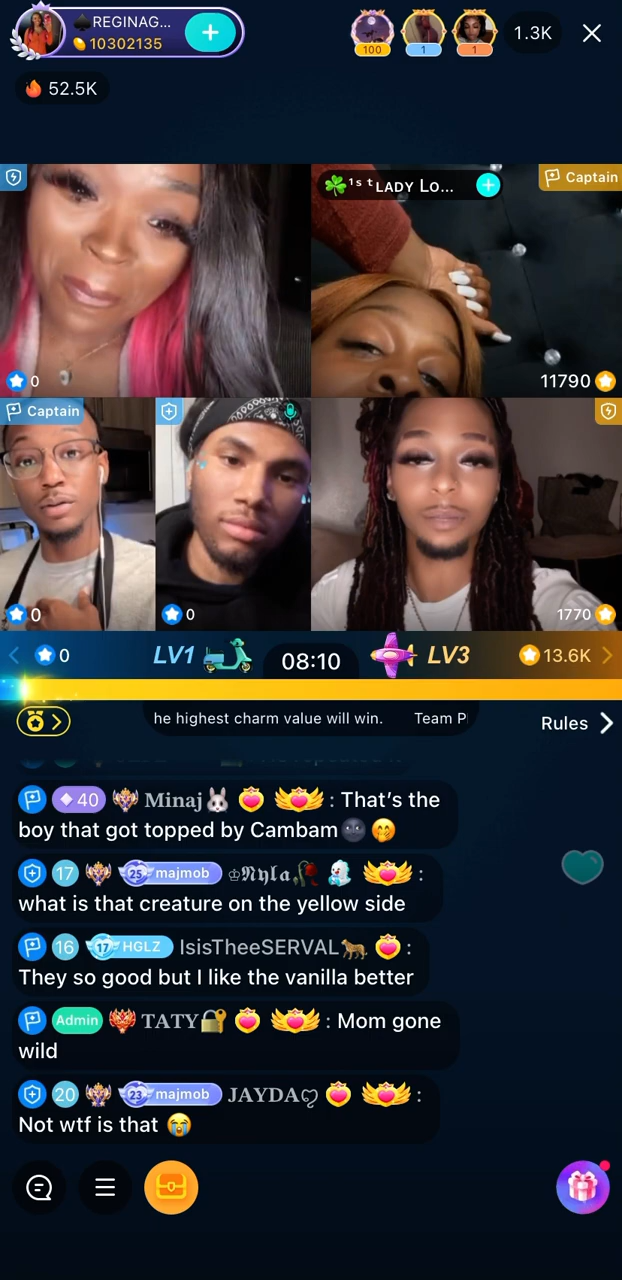 ♠REGINAG...
10302135
100
1
1
1.3K
52.5K
¹ˢᵗLADY Lo...
Captain
0
11790
Captain
0
0
1770
0
LV1
08:10
LV3
13.6K
he highest charm value will win.
Team P
Rules
40 Minaj🐰 : That’s the
boy that got topped by Cambam🌚 🤭
17 25 majmob ♔𝕹𝖞𝖑𝖆🥀 :
what is that creature on the yellow side
16 17 HGLZ IsisTheeSERVAL🐆 :
They so good but I like the vanilla better
Admin TATY🔐 : Mom gone
wild
20 23 majmob JAYDAღ :
Not wtf is that 😭